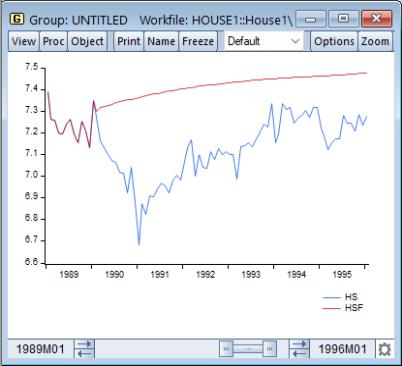 G Group: UNTITLED Workfile: HOUSE1::House1\
View Proc Object Print Name Freeze Default Options Zoom
7.5
7.4
7.3
7.2
7.1
7.0
6.9
6.8
6.7
6.6
1989 1990 1991 1992 1993 1994 1995
HS
HSF
1989M01 1996M01